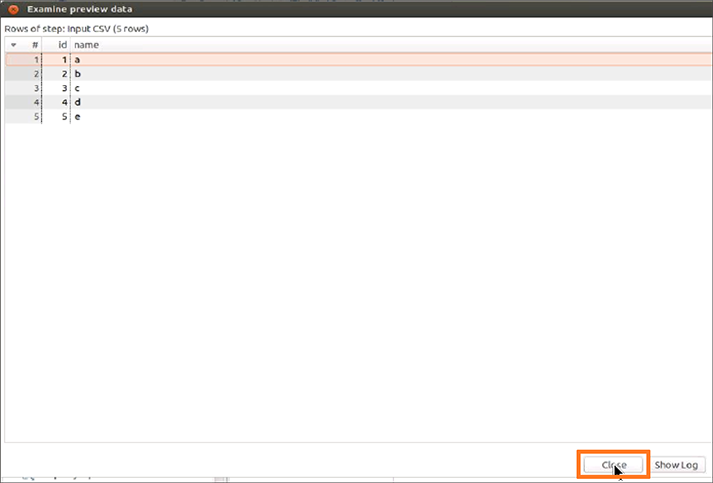 Examine preview data
Rows of step: Input CSV (5 rows)
# id name
1 1 a
2 2 b
3 3 c
4 4 d
5 5 e
Close Show Log